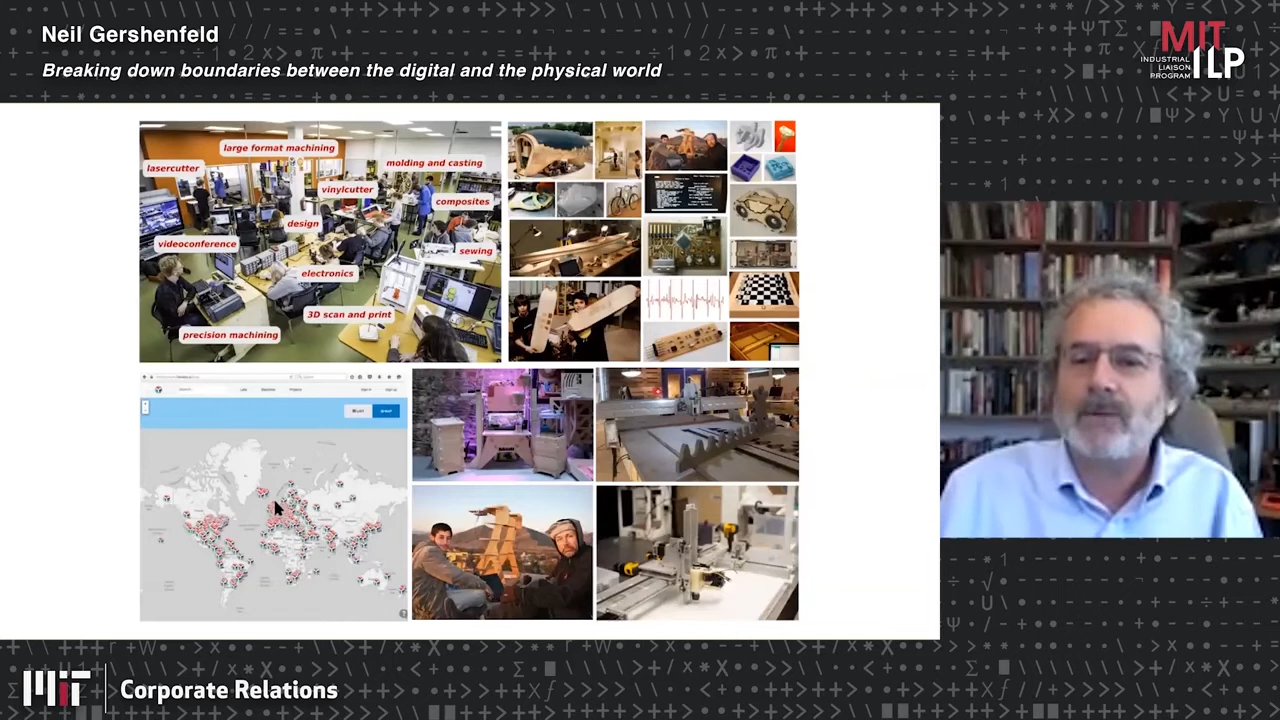 Neil Gershenfeld
Breaking down boundaries between the digital and the physical world
MIT
INDUSTRIAL
LIAISON
PROGRAM
ILP
large format machining
lasercutter
molding and casting
vinylcutter
composites
design
videoconference
sewing
electronics
3D scan and print
precision machining
MIT
Corporate Relations